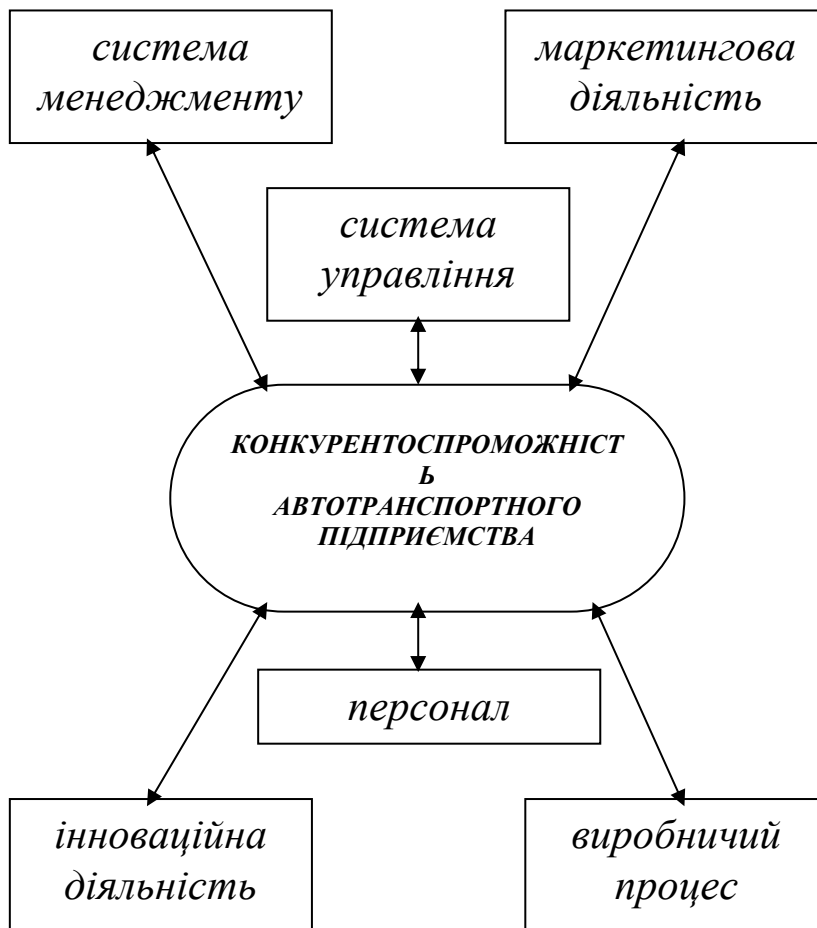 система
менеджменту
маркетингова
діяльність
система
управління
КОНКУРЕНТОСПРОМОЖНІСТ
Ь
АВТОТРАНСПОРТНОГО
ПІДПРИЄМСТВА
персонал
інноваційна
діяльність
виробничий
процес